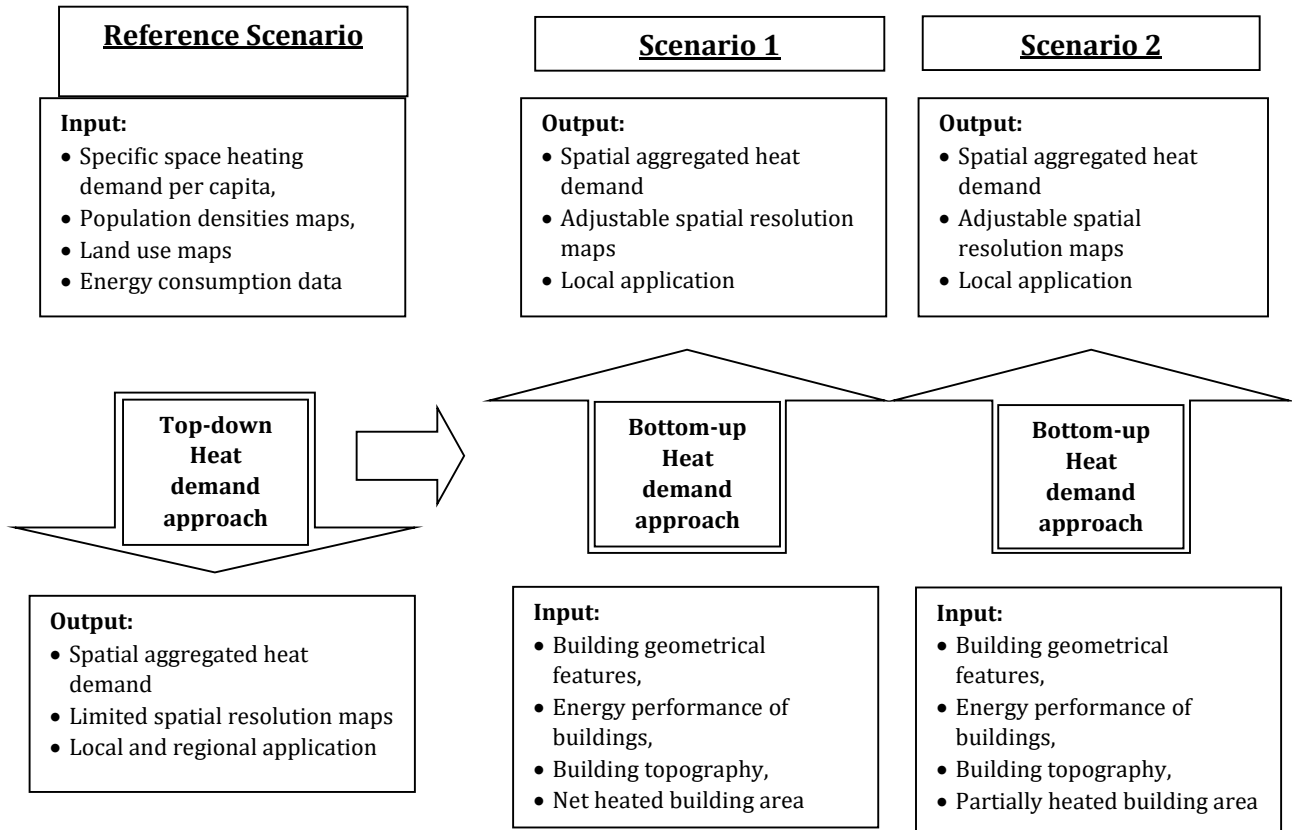 Reference Scenario
Input:
• Specific space heating
demand per capita,
• Population densities maps,
• Land use maps
• Energy consumption data
Top-down
Heat
demand
approach
Output:
• Spatial aggregated heat
demand
• Limited spatial resolution maps
• Local and regional application
Scenario 1
Output:
• Spatial aggregated heat
demand
• Adjustable spatial resolution
maps
• Local application
Bottom-up
Heat
demand
approach
Input:
• Building geometrical
features,
• Energy performance of
buildings,
• Building topography,
• Net heated building area
Scenario 2
Output:
• Spatial aggregated heat
demand
• Adjustable spatial
resolution maps
• Local application
Bottom-up
Heat
demand
approach
Input:
• Building geometrical
features,
• Energy performance of
buildings,
• Building topography,
• Partially heated building area